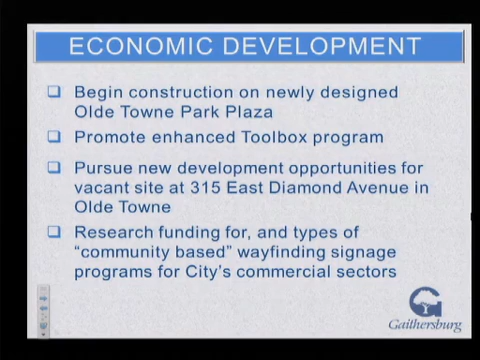 ECONOMIC DEVELOPMENT
Begin construction on newly designed
Olde Towne Park Plaza
Promote enhanced Toolbox program
Pursue new development opportunities for
vacant site at 315 East Diamond Avenue in
Olde Towne
Research funding for, and types of
“community based” wayfinding signage
programs for City’s commercial sectors
Gaithersburg